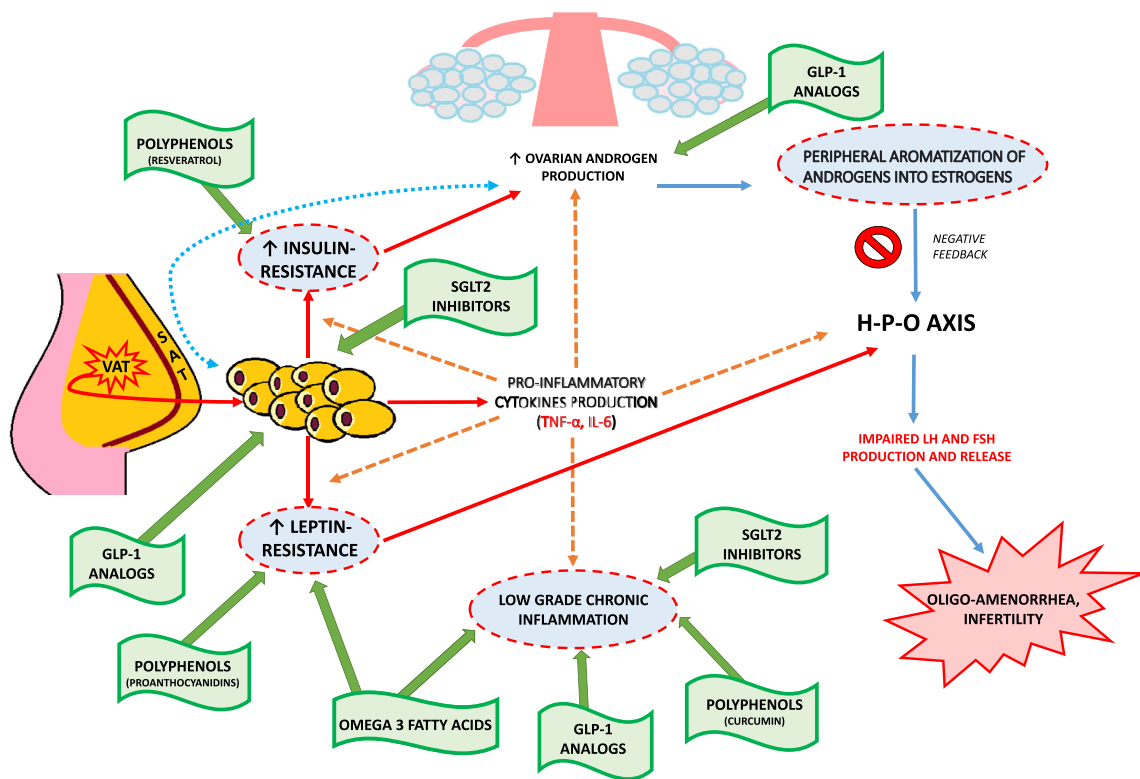 GLP-1
ANALOGS
POLYPHENOLS
(RESVERATROL)
↑ OVARIAN ANDROGEN
PRODUCTION
PERIPHERAL AROMATIZATION OF
ANDROGENS INTO ESTROGENS
↑ INSULIN-
RESISTANCE
NEGATIVE
FEEDBACK
SGLT2
INHIBITORS
H-P-O AXIS
SAT
VAT
PRO-INFLAMMATORY
CYTOKINES PRODUCTION
(TNF-α, IL-6)
IMPAIRED LH AND FSH
PRODUCTION AND RELEASE
↑ LEPTIN-
RESISTANCE
SGLT2
INHIBITORS
GLP-1
ANALOGS
LOW GRADE CHRONIC
INFLAMMATION
OLIGO-AMENORRHEA,
INFERTILITY
POLYPHENOLS
(PROANTHOCYANIDINS)
OMEGA 3 FATTY ACIDS
GLP-1
ANALOGS
POLYPHENOLS
(CURCUMIN)